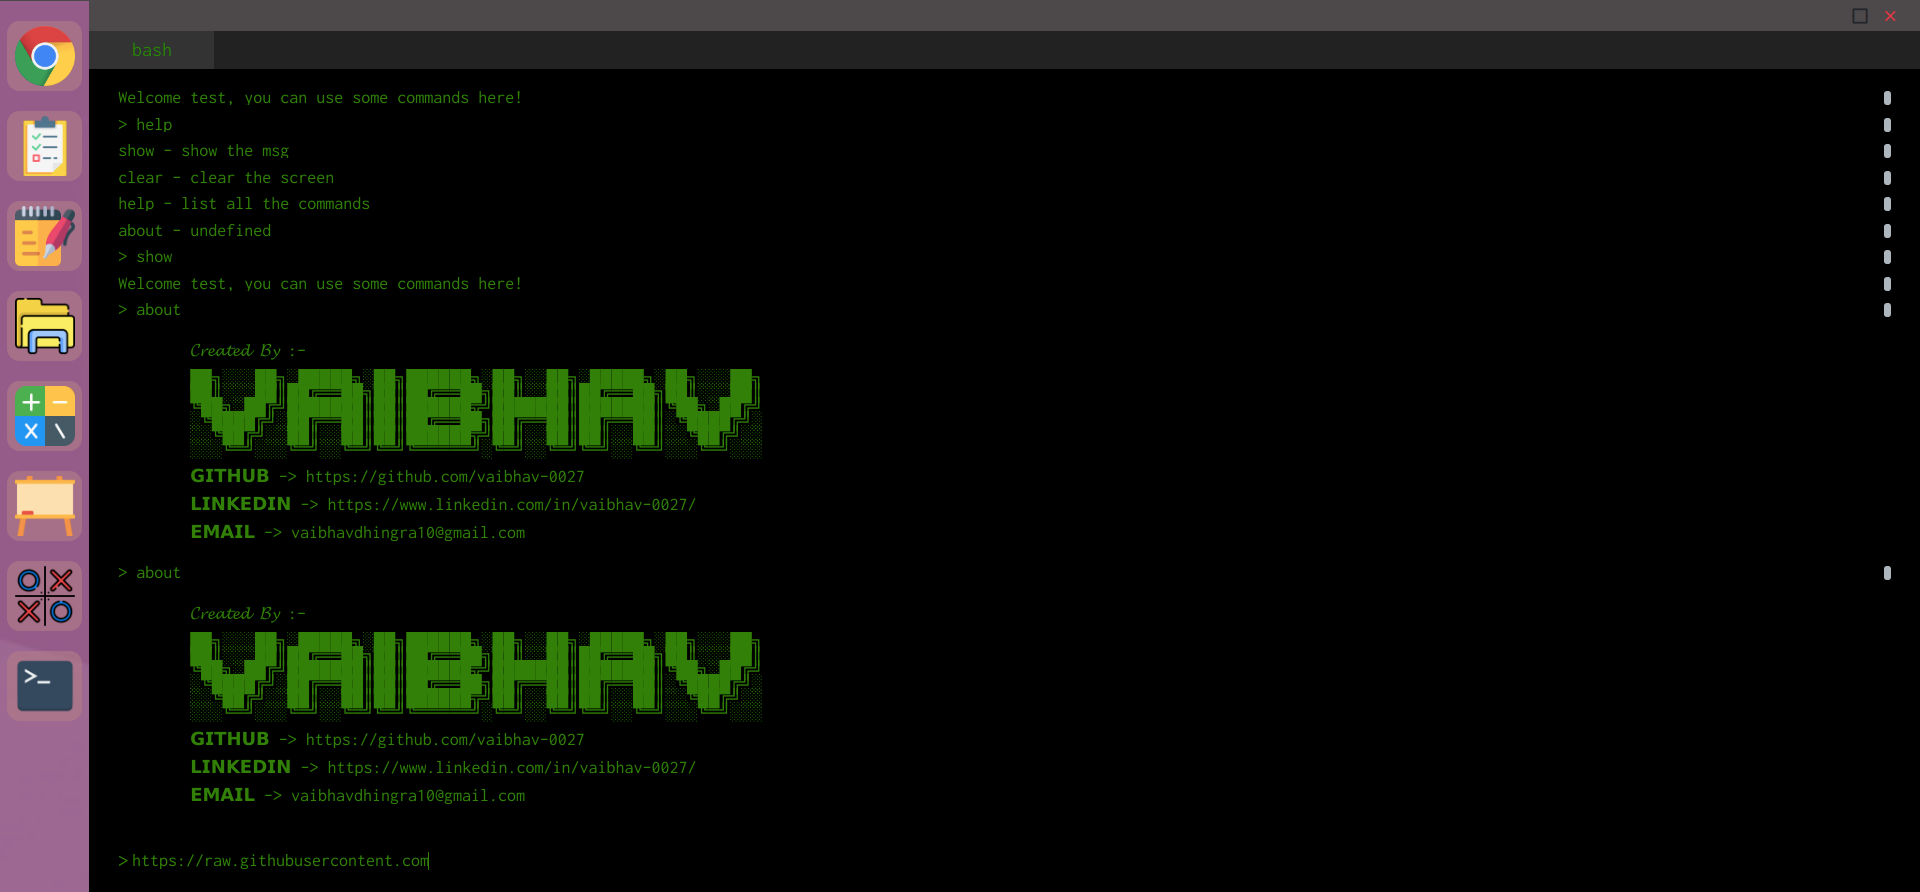 bash
Welcome test, you can use some commands here!
> help
show - show the msg
clear - clear the screen
help - list all the commands
about - undefined
> show
Welcome test, you can use some commands here!
> about
Created By :-
VAIBHAV
GITHUB -> https://github.com/vaibhav-0027
LINKEDIN -> https://www.linkedin.com/in/vaibhav-0027/
EMAIL -> vaibhavdhingra10@gmail.com
> about
Created By :-
VAIBHAV
GITHUB -> https://github.com/vaibhav-0027
LINKEDIN -> https://www.linkedin.com/in/vaibhav-0027/
EMAIL -> vaibhavdhingra10@gmail.com
>https://raw.githubusercontent.com